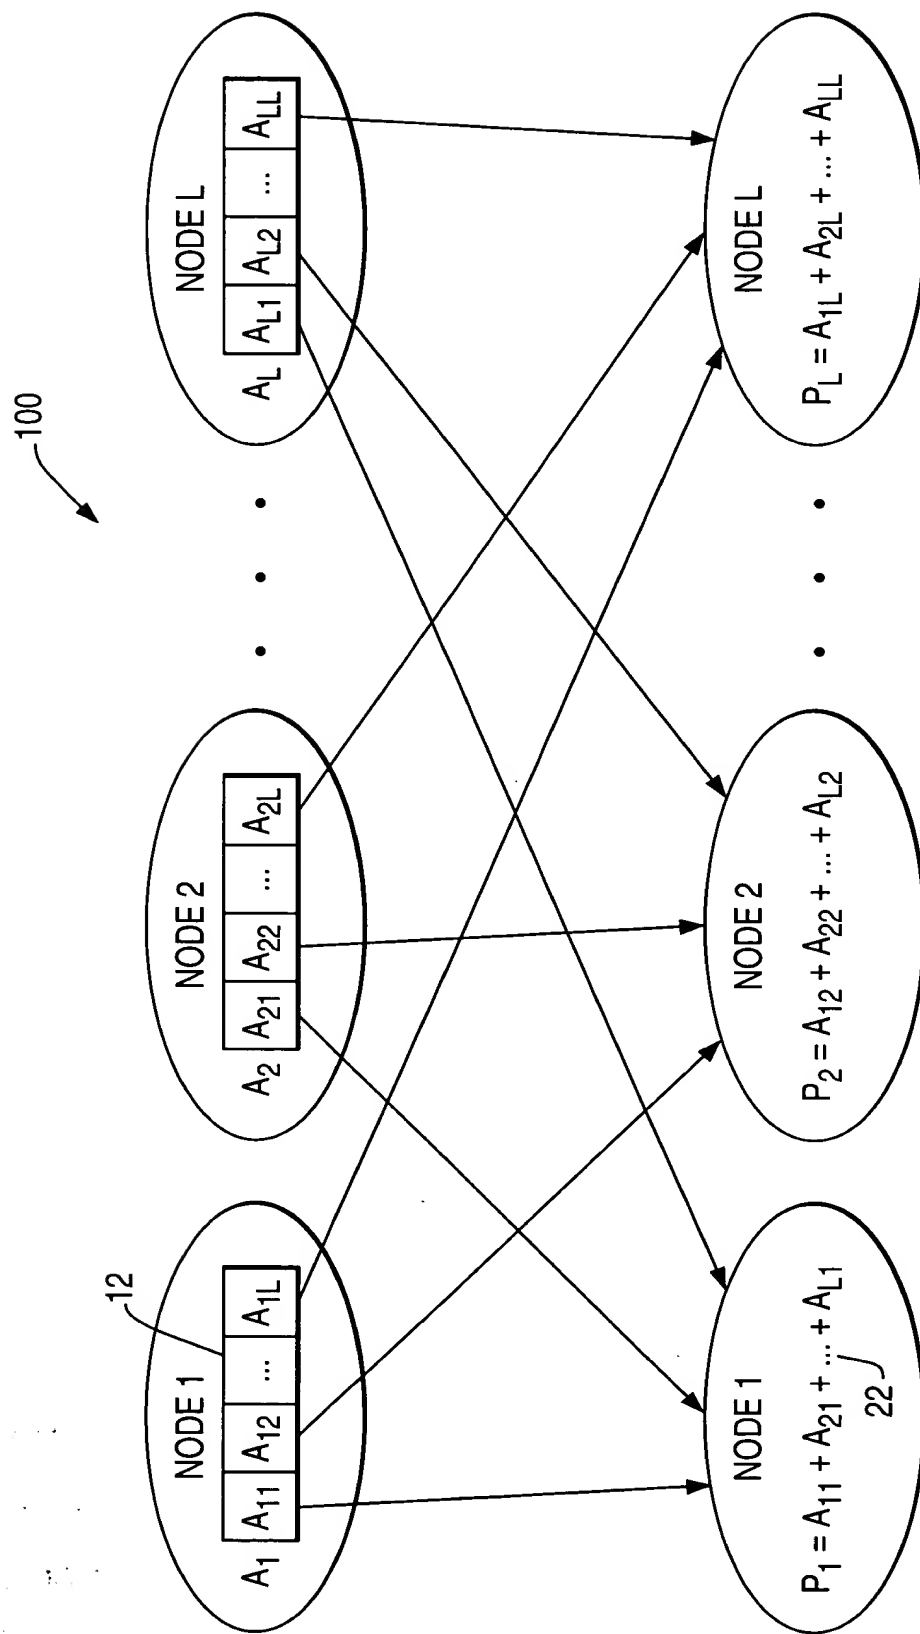 100
NODE 1
12
A₁ A₁₁ A₁₂ ... A₁L
NODE 2
A₂ A₂₁ A₂₂ ... A₂L
NODE L
AL AL1 AL2 ... ALL
NODE 1
P₁ = A₁₁ + A₂₁ + ... + AL1
22
NODE 2
P₂ = A₁₂ + A₂₂ + ... + AL2
NODE L
PL = A₁L + A₂L + ... + ALL